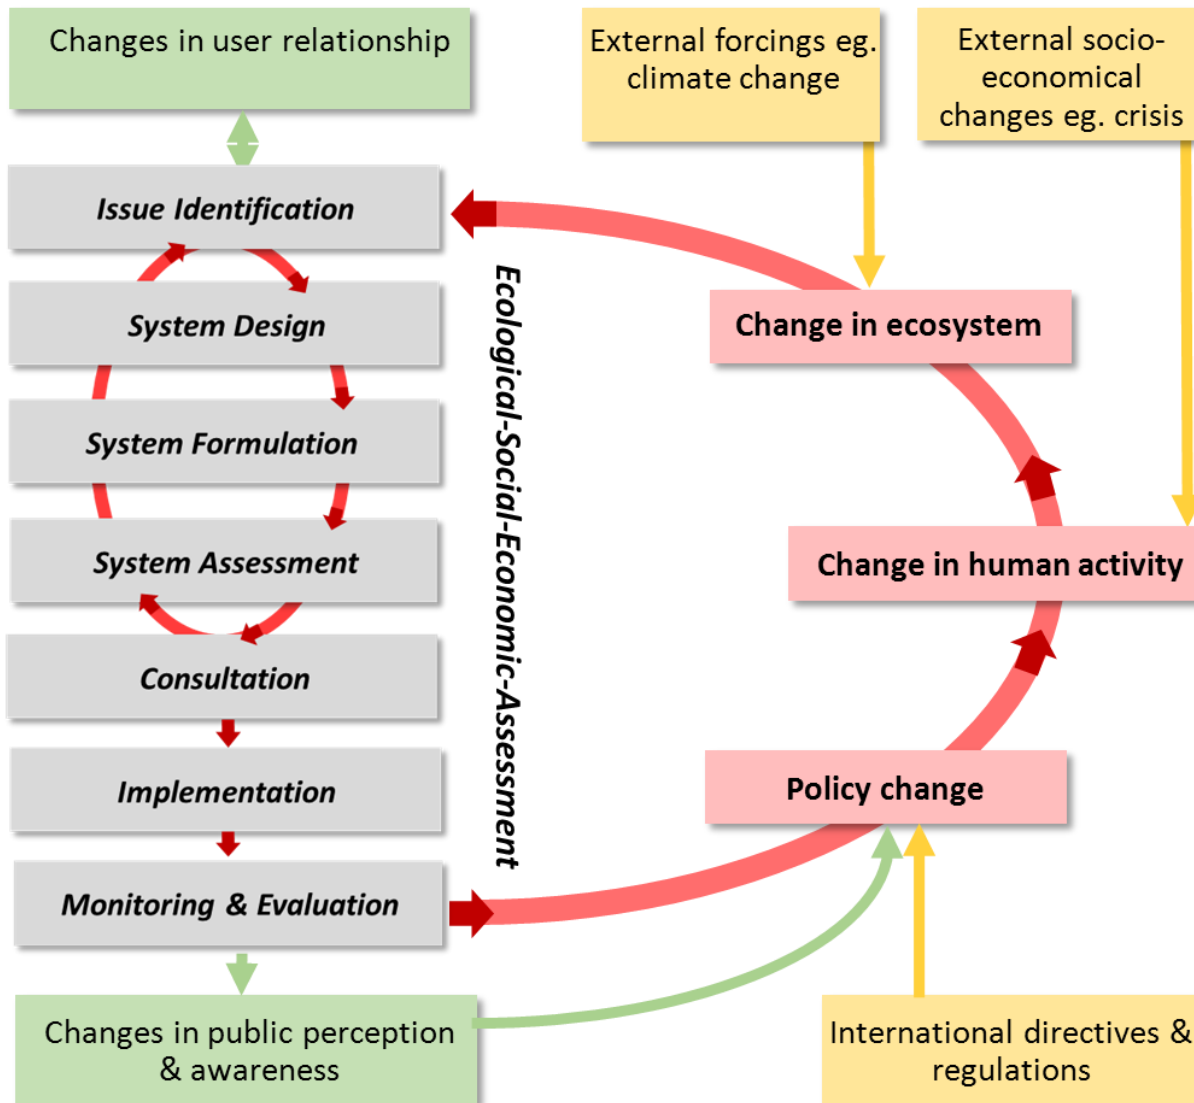 Changes in user relationship
External forcings eg.
climate change
External socio-
economical
changes eg. crisis
Issue Identification
System Design
System Formulation
System Assessment
Consultation
Implementation
Monitoring & Evaluation
Ecological-Social-Economic-Assessment
Change in ecosystem
Change in human activity
Policy change
Changes in public perception
& awareness
International directives &
regulations